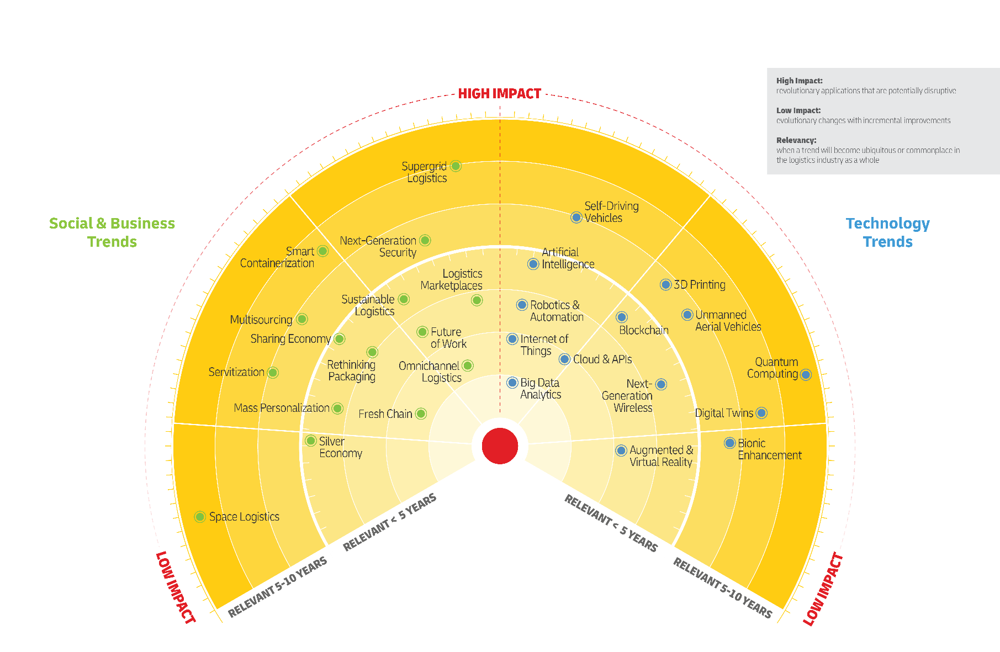 High Impact:
revolutionary applications that are potentially disruptive
Low Impact:
evolutionary changes with incremental improvements
Relevancy:
when a trend will become ubiquitous or commonplace in
the logistics industry as a whole
HIGH IMPACT
Social & Business
Trends
Technology
Trends
Supergrid
Logistics
Self-Driving
Vehicles
Next-Generation
Security
Smart
Containerization
Artificial
Intelligence
Logistics
Marketplaces
3D Printing
Sustainable
Logistics
Robotics &
Automation
Multisourcing
Unmanned
Aerial Vehicles
Blockchain
Sharing Economy
Future
of Work
Internet of
Things
Rethinking
Packaging
Omnichannel
Logistics
Cloud & APIs
Servitization
Quantum
Computing
Big Data
Analytics
Next-
Generation
Wireless
Mass Personalization
Fresh Chain
Digital Twins
Silver
Economy
Bionic
Enhancement
Augmented &
Virtual Reality
Space Logistics
RELEVANT < 5 YEARS
RELEVANT < 5 YEARS
RELEVANT 5-10 YEARS
RELEVANT 5-10 YEARS
LOW IMPACT
LOW IMPACT